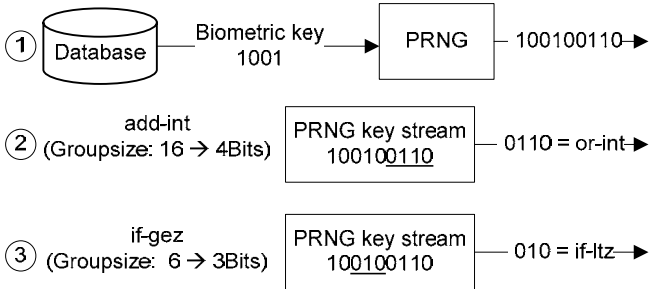 1 Database Biometric key 1001 PRNG 100100110
2 add-int (Groupsize: 16 → 4Bits) PRNG key stream 100100110 0110 = or-int
3 if-gez (Groupsize: 6 → 3Bits) PRNG key stream 100100110 010 = if-ltz